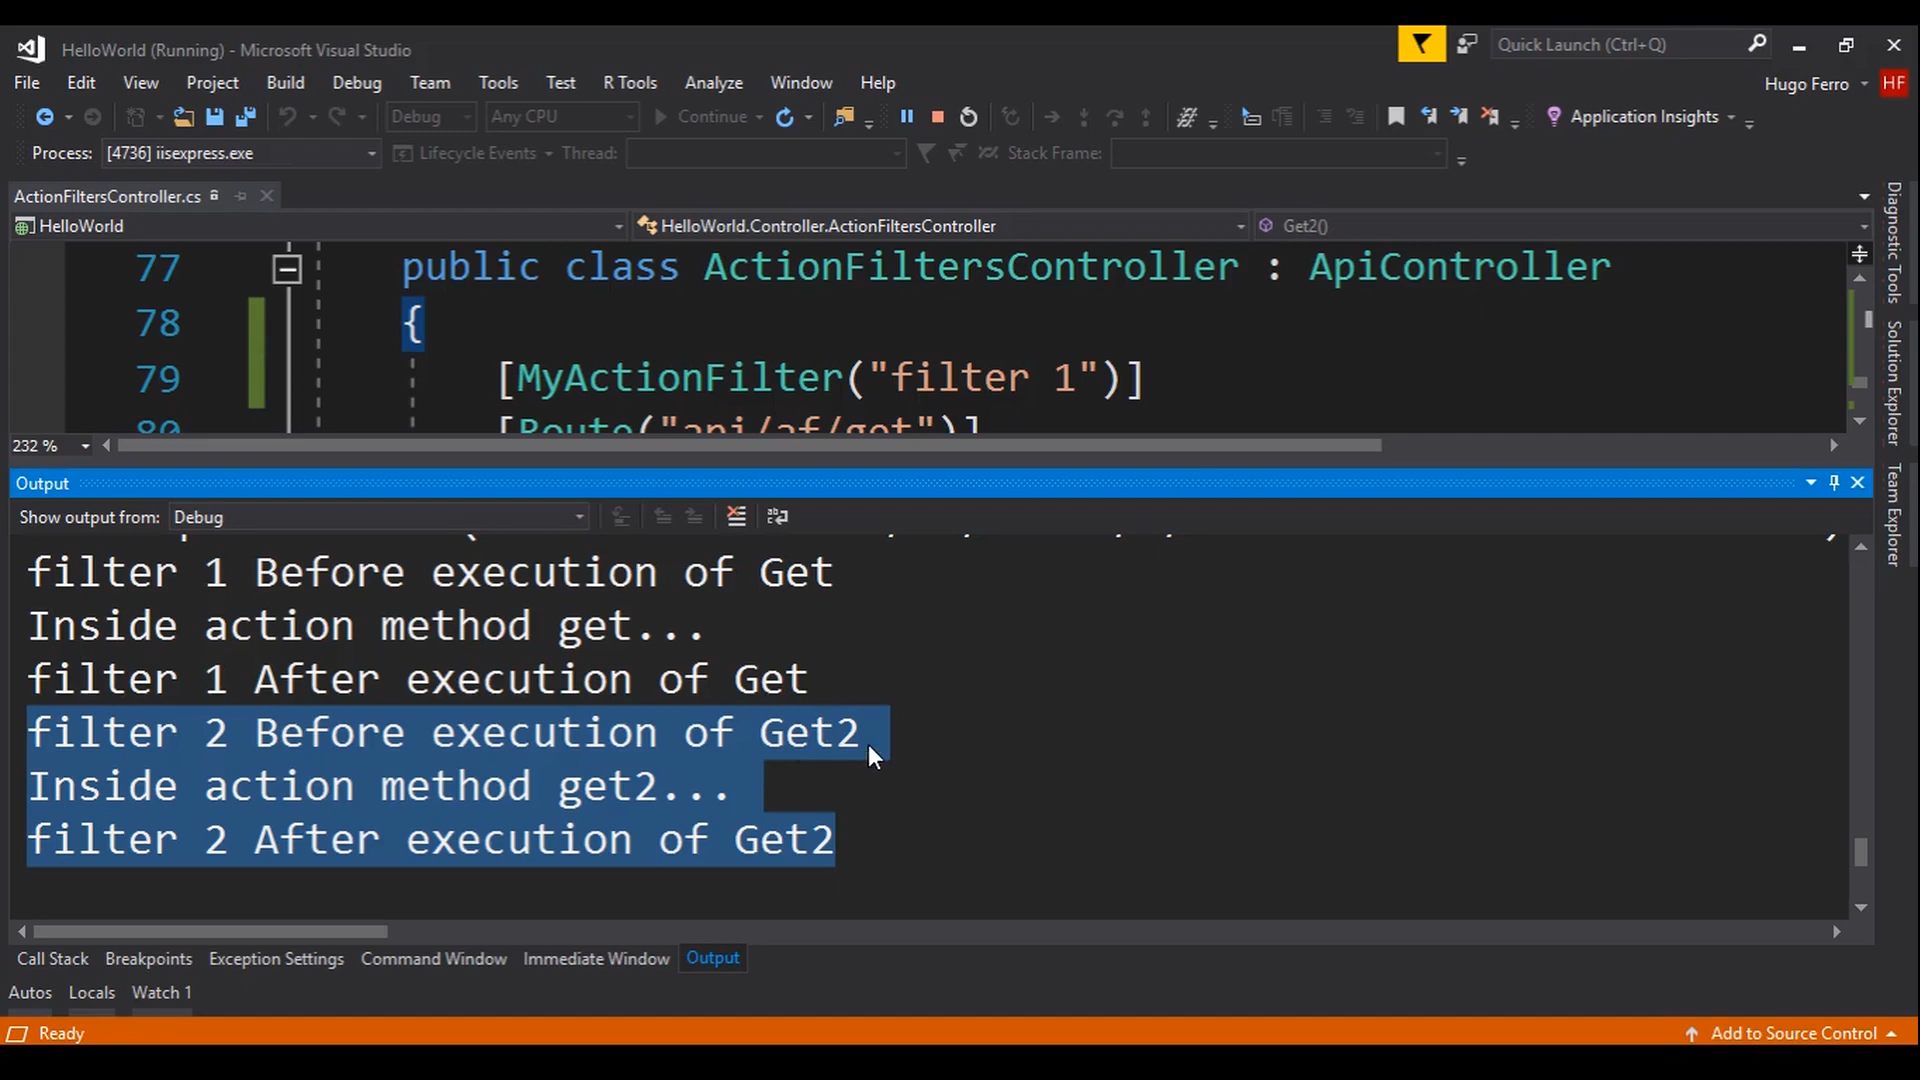 HelloWorld (Running) - Microsoft Visual Studio
Quick Launch (Ctrl+Q)
File Edit View Project Build Debug Team Tools Test R Tools Analyze Window Help
Hugo Ferro HF
Debug Any CPU Continue Application Insights
Process: [4736] iisexpress.exe Lifecycle Events Thread: Stack Frame:
ActionFiltersController.cs
HelloWorld HelloWorld.Controller.ActionFiltersController Get2()
77 public class ActionFiltersController : ApiController
78 {
79 [MyActionFilter("filter 1")]
80 [Route("api/af/get")]
232 %
Output
Show output from: Debug
filter 1 Before execution of Get
Inside action method get...
filter 1 After execution of Get
filter 2 Before execution of Get2
Inside action method get2...
filter 2 After execution of Get2
Call Stack Breakpoints Exception Settings Command Window Immediate Window Output
Autos Locals Watch 1
Ready
Add to Source Control
Diagnostic Tools
Solution Explorer
Team Explorer